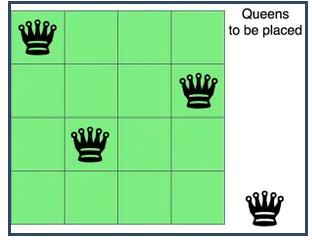 Queens
to be placed